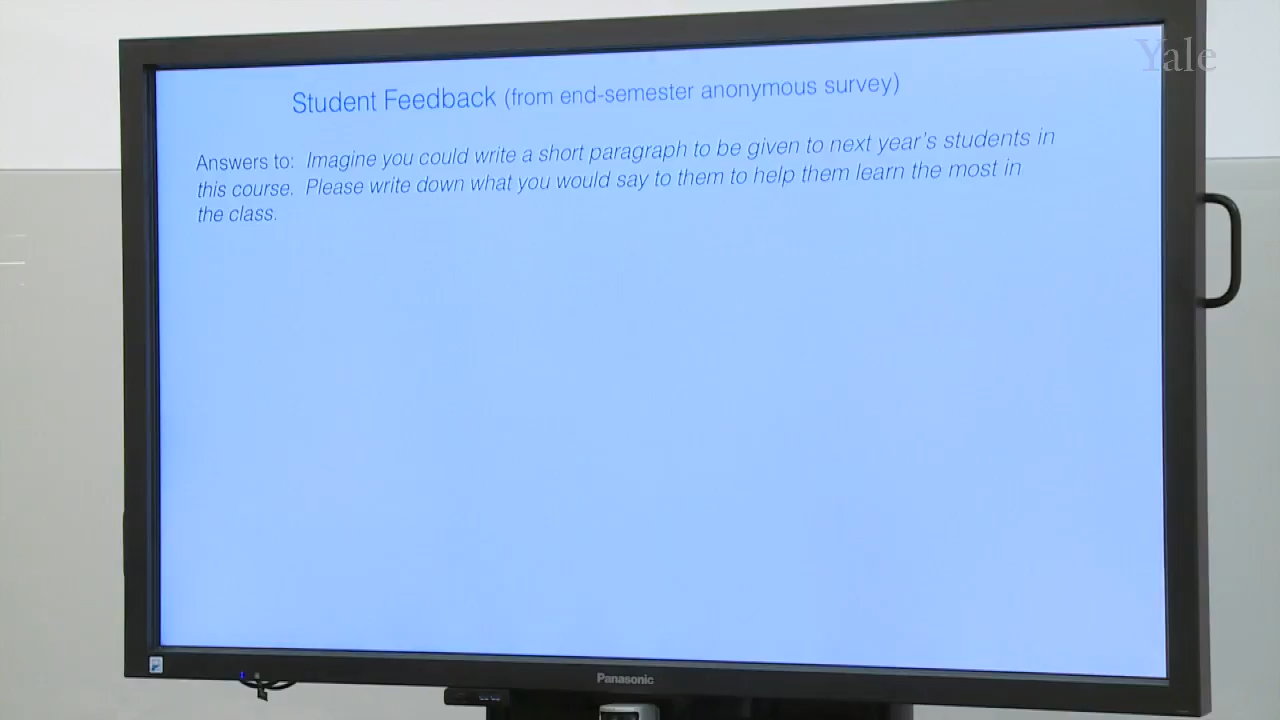 Yale
Student Feedback (from end-semester anonymous survey)
Answers to: Imagine you could write a short paragraph to be given to next year's students in
this course. Please write down what you would say to them to help them learn the most in
the class.
Panasonic